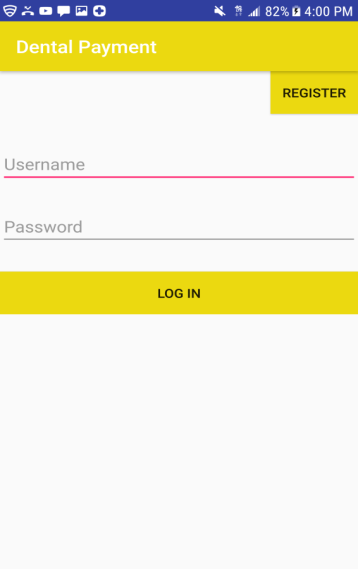 82% 4:00 PM
Dental Payment
REGISTER
Username
Password
LOG IN